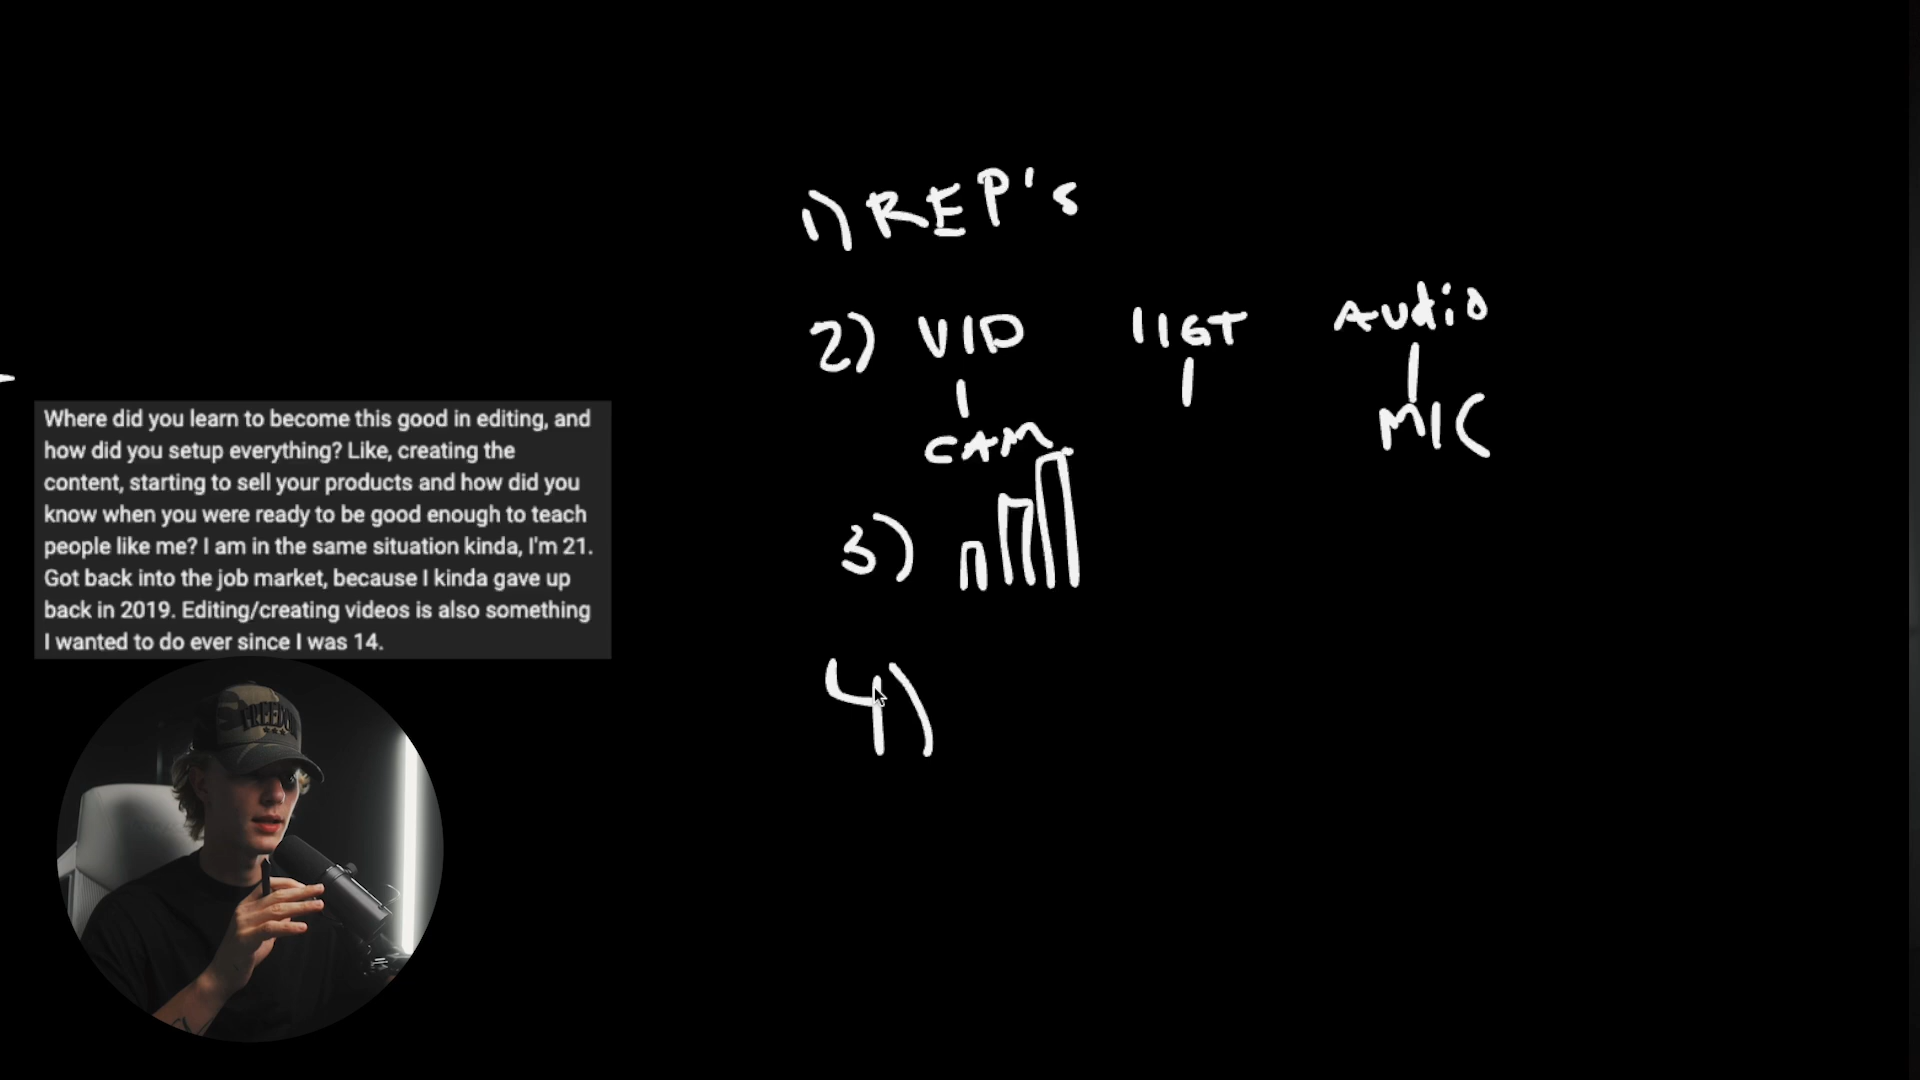 1) REP's
2) VID LIGT Audio
CAM MIC
3)
4)
Where did you learn to become this good in editing, and
how did you setup everything? Like, creating the
content, starting to sell your products and how did you
know when you were ready to be good enough to teach
people like me? I am in the same situation kinda, I'm 21.
Got back into the job market, because I kinda gave up
back in 2019. Editing/creating videos is also something
I wanted to do ever since I was 14.
FREEDOM